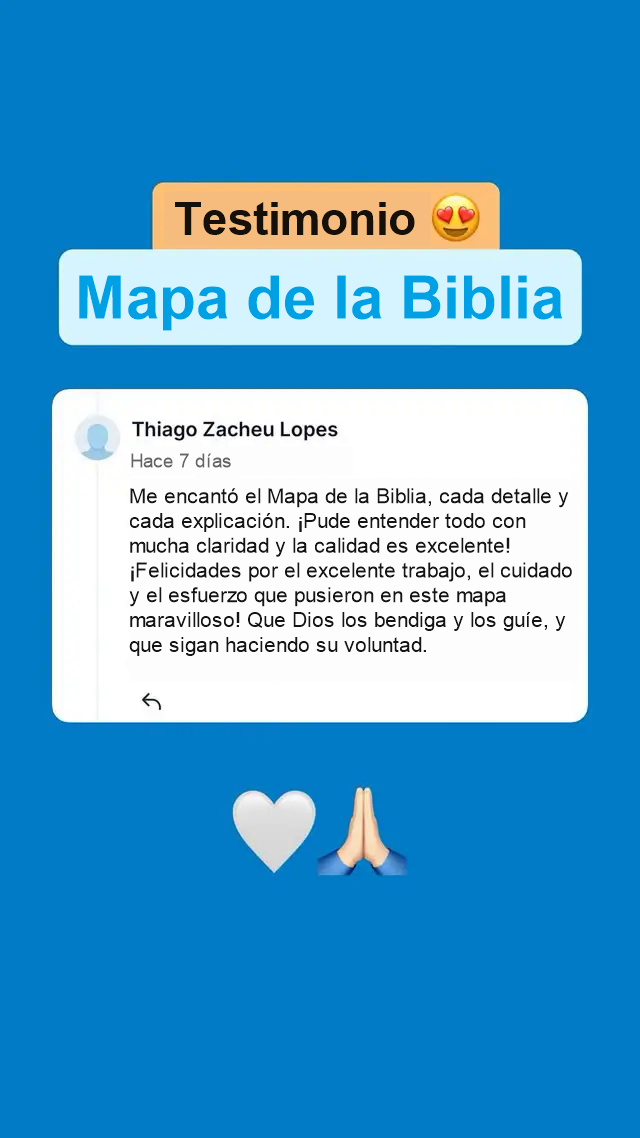 Testimonio 😍
Mapa de la Biblia
Thiago Zacheu Lopes
Hace 7 días
Me encantó el Mapa de la Biblia, cada detalle y
cada explicación. ¡Pude entender todo con
mucha claridad y la calidad es excelente!
¡Felicidades por el excelente trabajo, el cuidado
y el esfuerzo que pusieron en este mapa
maravilloso! Que Dios los bendiga y los guíe, y
que sigan haciendo su voluntad.